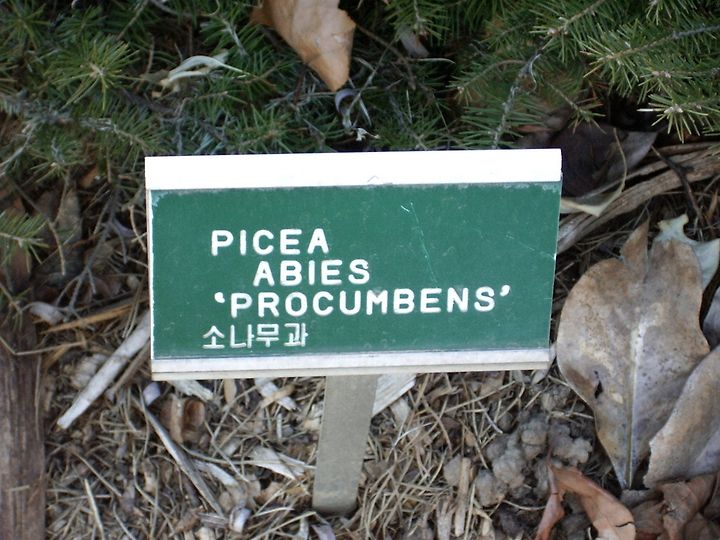 PICEA
ABIES
‘PROCUMBENS’
소나무과